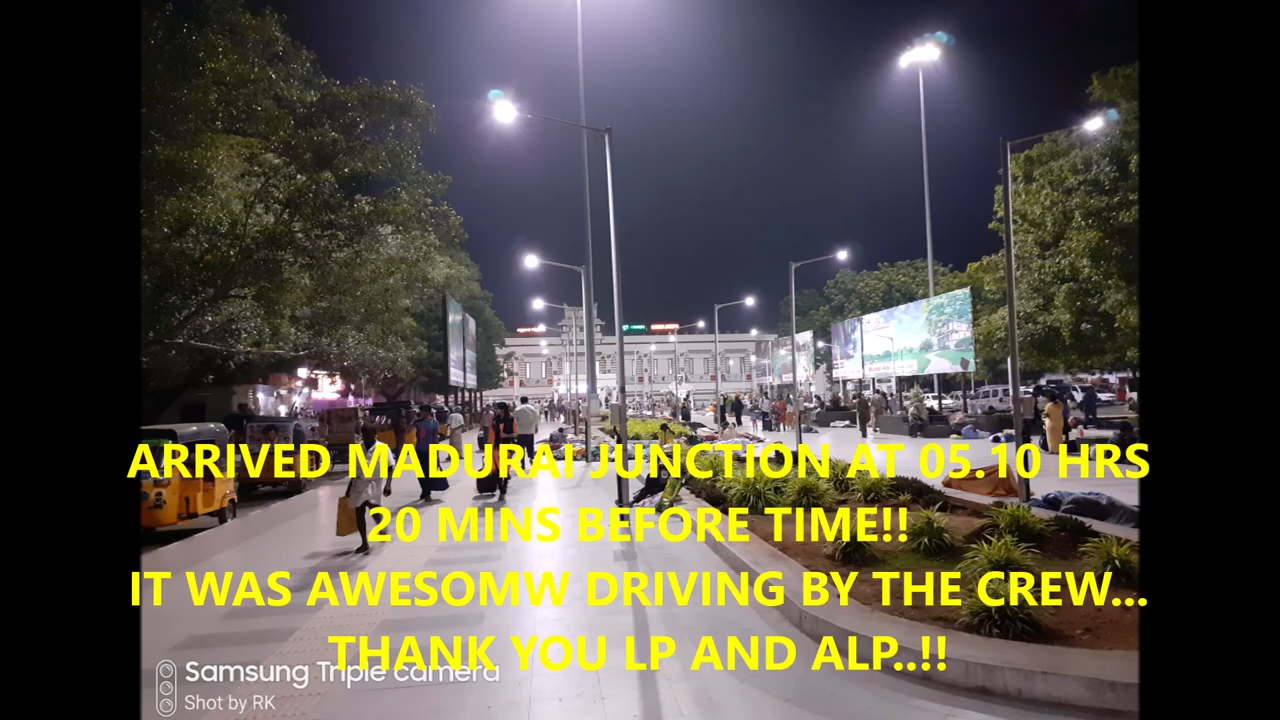 ARRIVED MADURAI JUNCTION AT 05.10 HRS
20 MINS BEFORE TIME!!
IT WAS AWESOMW DRIVING BY THE CREW...
THANK YOU LP AND ALP..!!
Samsung Triple camera
Shot by RK